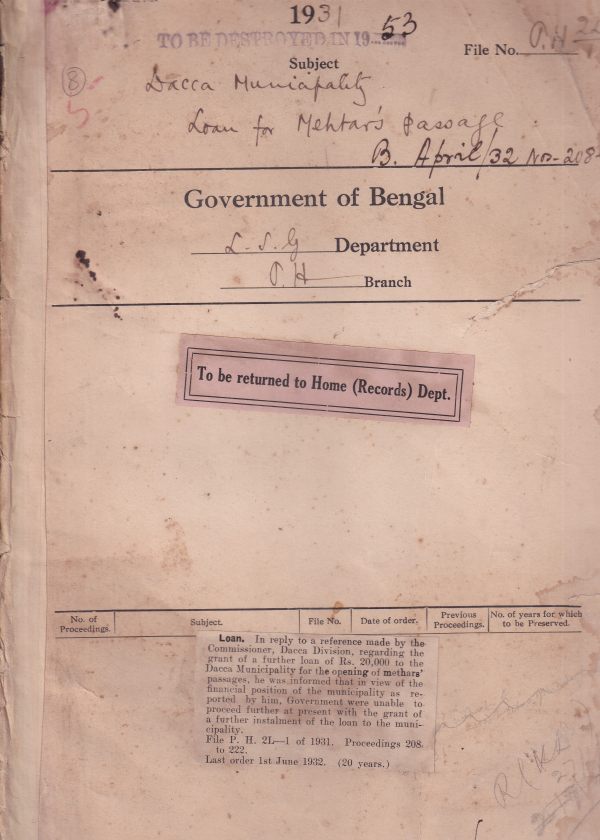 1931
TO BE DESTROYED IN 1953
File No. P.H
Subject
8
Dacca Municipality
Loan for Mehtar's passage
B. April/32 Nos-208-
Government of Bengal
L. S. G Department
P. H Branch
To be returned to Home (Records) Dept.
No. of Proceedings. Subject. File No. Date of order. Previous Proceedings. No. of years for which to be Preserved.
Loan. In reply to a reference made by the
Commissioner, Dacca Division, regarding the
grant of a further loan of Rs. 20,000 to the
Dacca Municipality for the opening of methars'
passages, he was informed that in view of the
financial position of the municipality as re-
ported by him, Government were unable to
proceed further at present with the grant of
a further instalment of the loan to the muni-
cipality.
File P. H. 2L—1 of 1931. Proceedings 208
to 222.
Last order 1st June 1932. (20 years.)